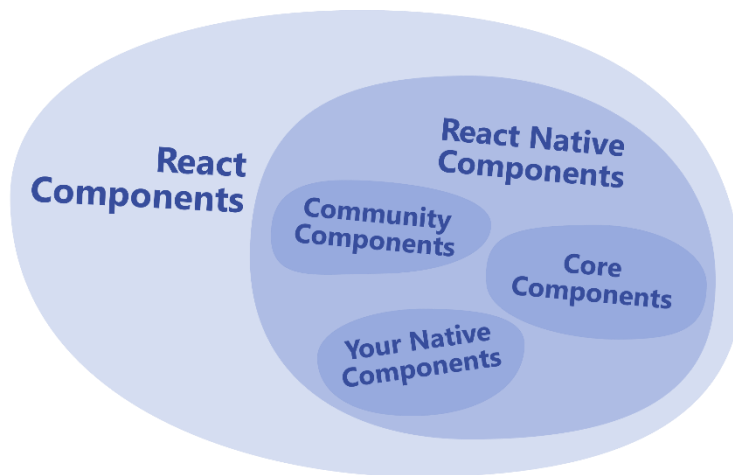 React
Components
React Native
Components
Community
Components
Core
Components
Your Native
Components